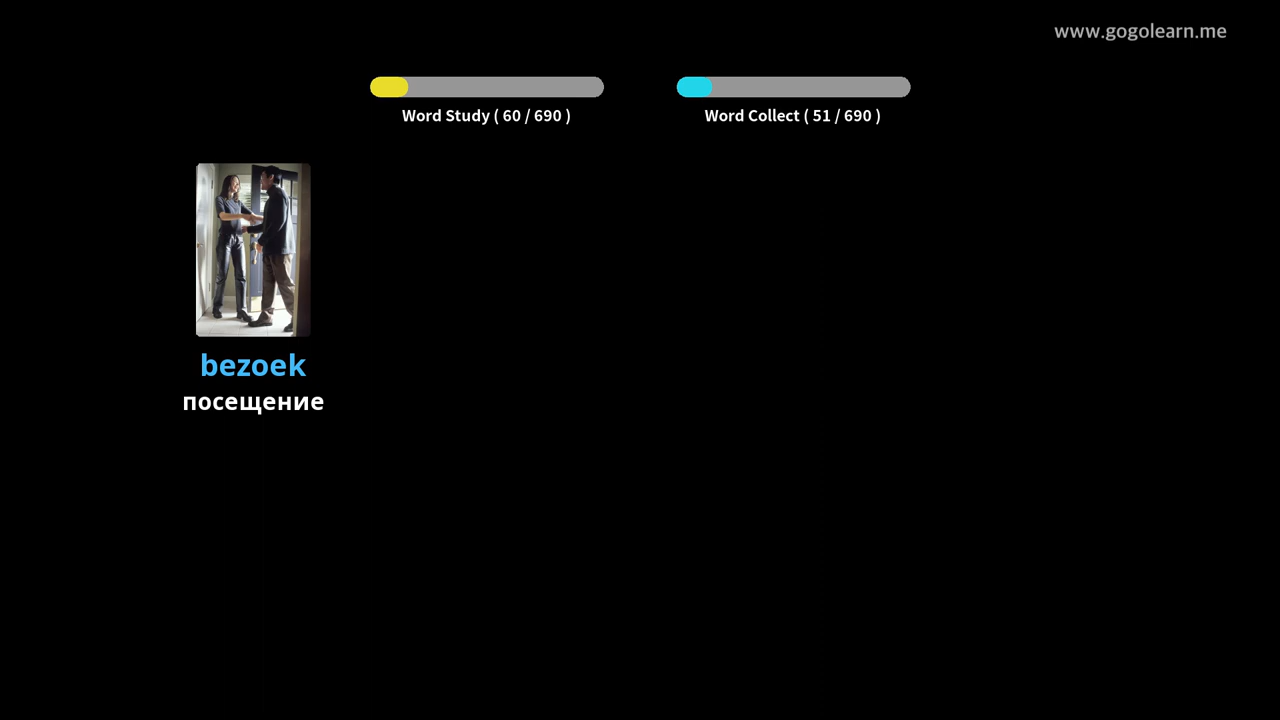 www.gogolearn.me
Word Study ( 60 / 690 )
Word Collect ( 51 / 690 )
bezoek
посещение